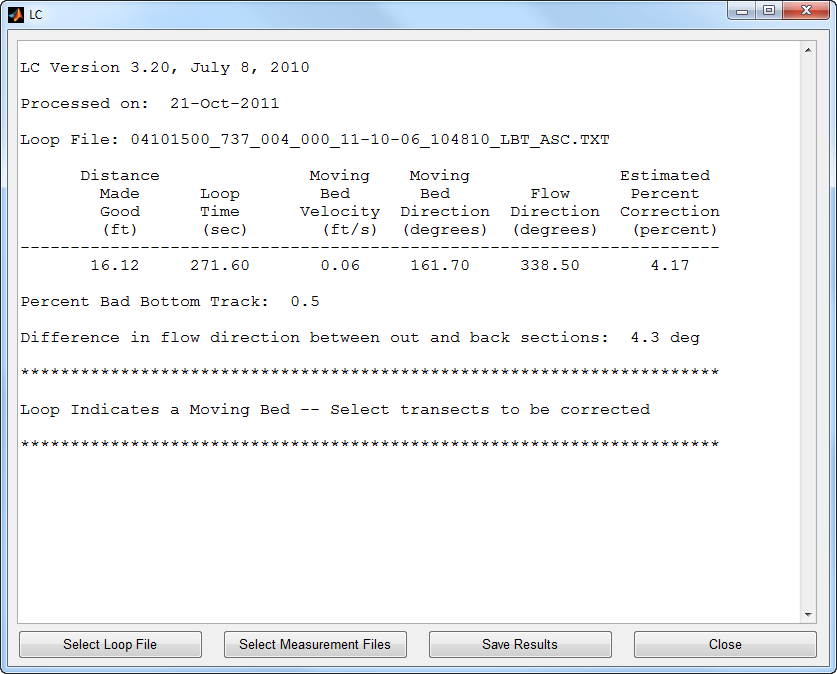 LC
LC Version 3.20, July 8, 2010
Processed on:  21-Oct-2011
Loop File: 04101500_737_004_000_11-10-06_104810_LBT_ASC.TXT
Distance Moving Moving Estimated
Made Loop Bed Bed Flow Percent
Good Time Velocity Direction Direction Correction
(ft) (sec) (ft/s) (degrees) (degrees) (percent)
----------------------------------------------------------------------
16.12 271.60 0.06 161.70 338.50 4.17
Percent Bad Bottom Track:  0.5
Difference in flow direction between out and back sections:  4.3 deg
**********************************************************************
Loop Indicates a Moving Bed -- Select transects to be corrected
**********************************************************************
Select Loop File Select Measurement Files Save Results Close